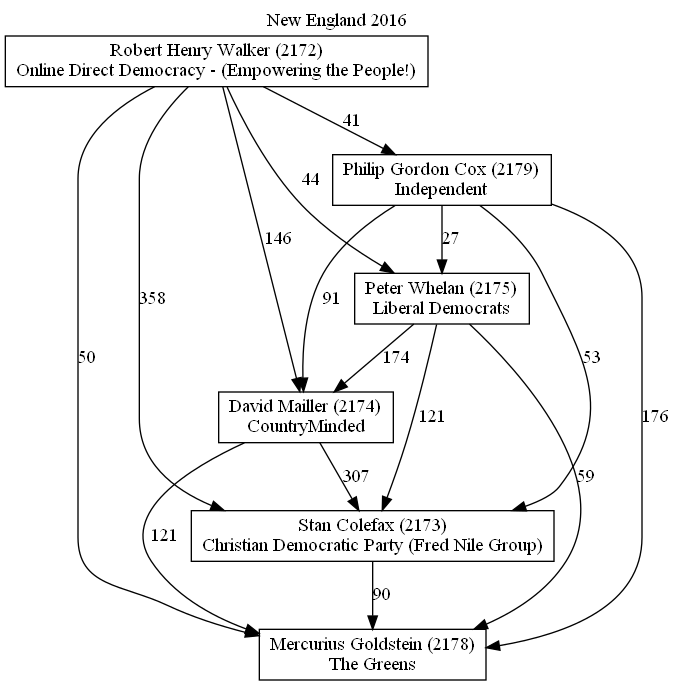 New England 2016
Robert Henry Walker (2172)
Online Direct Democracy - (Empowering the People!)
41
Philip Gordon Cox (2179)
Independent
44
146
27
91
Peter Whelan (2175)
Liberal Democrats
358
50
174
53
176
David Mailler (2174)
CountryMinded
121
307
59
121
Stan Colefax (2173)
Christian Democratic Party (Fred Nile Group)
90
Mercurius Goldstein (2178)
The Greens